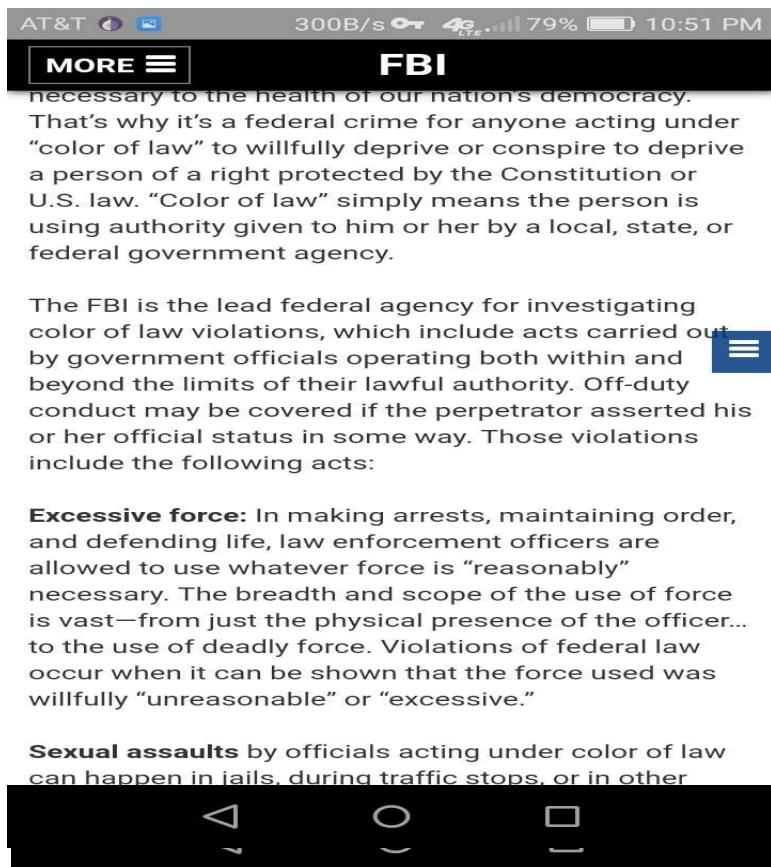 AT&T 300B/s 4G LTE 79% 10:51 PM
MORE FBI
necessary to the health of our nation's democracy.
That’s why it’s a federal crime for anyone acting under
“color of law” to willfully deprive or conspire to deprive
a person of a right protected by the Constitution or
U.S. law. “Color of law” simply means the person is
using authority given to him or her by a local, state, or
federal government agency.
The FBI is the lead federal agency for investigating
color of law violations, which include acts carried out
by government officials operating both within and
beyond the limits of their lawful authority. Off-duty
conduct may be covered if the perpetrator asserted his
or her official status in some way. Those violations
include the following acts:
Excessive force: In making arrests, maintaining order,
and defending life, law enforcement officers are
allowed to use whatever force is “reasonably”
necessary. The breadth and scope of the use of force
is vast—from just the physical presence of the officer...
to the use of deadly force. Violations of federal law
occur when it can be shown that the force used was
willfully “unreasonable” or “excessive.”
Sexual assaults by officials acting under color of law
can happen in jails, during traffic stops, or in other